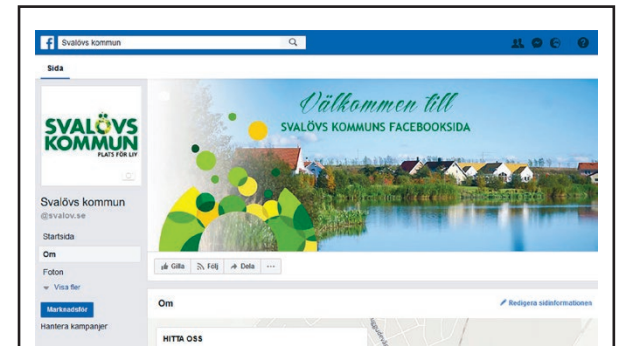 Svalövs kommun
Sida
Välkommen till
SVALÖVS KOMMUNS FACEBOOKSIDA
SVALÖVS
KOMMUN
PLATS FÖR LIV
Svalövs kommun
@svalov.se
Startsida
Om
Foton
Visa fler
Marknadsför
Hantera kampanjer
Gilla Följ Dela ...
Om
Redigera sidinformationen
HITTA OSS